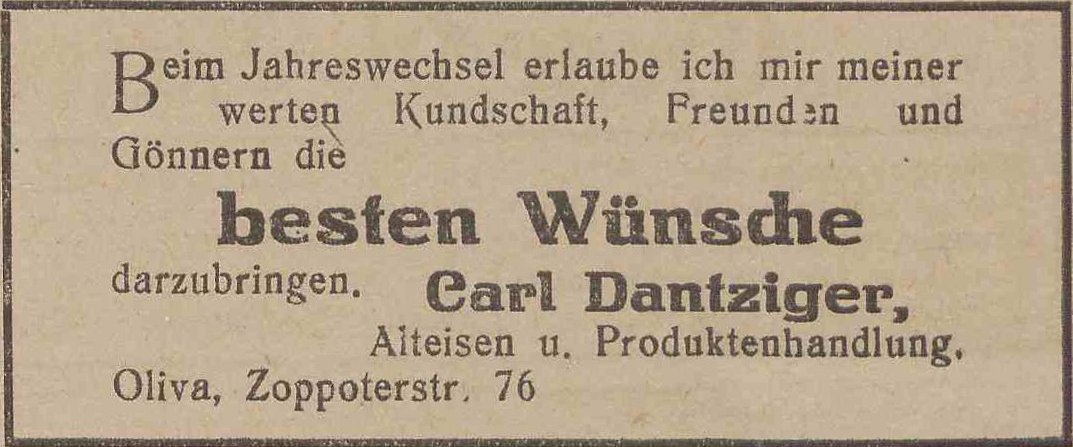 Beim Jahreswechsel erlaube ich mir meiner
werten Kundschaft, Freunden und
Gönnern die
besten Wünsche
darzubringen. Carl Dantziger,
Alteisen u. Produktenhandlung.
Oliva, Zoppoterstr. 76